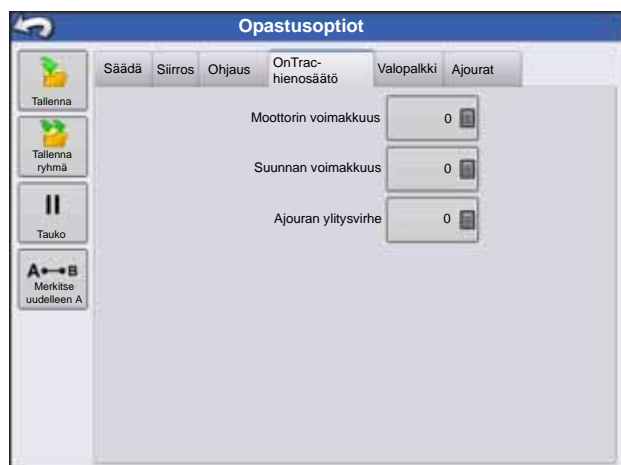 Opastusoptiot
Säädä
Siirros
Ohjaus
OnTrac-
hienosäätö
Valopalkki
Ajourat
Tallenna
Tallenna
ryhmä
Tauko
A B
Merkitse
uudelleen A
Moottorin voimakkuus 0
Suunnan voimakkuus 0
Ajouran ylitysvirhe 0